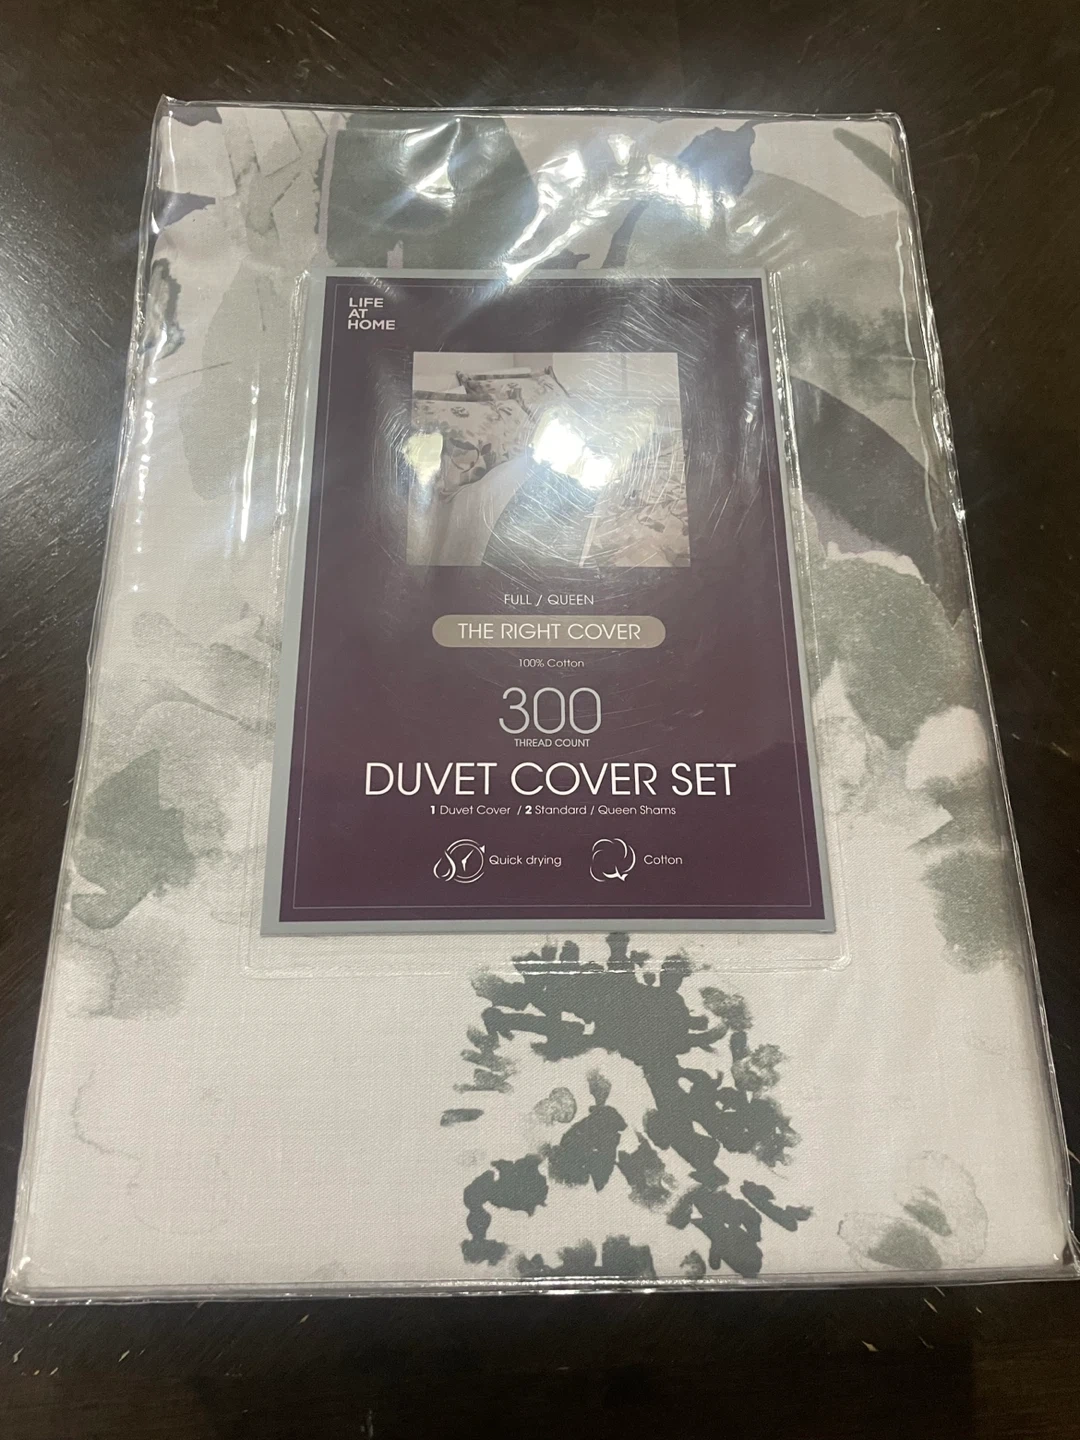 LIFE
AT
HOME
FULL / QUEEN
THE RIGHT COVER
100% Cotton
300
THREAD COUNT
DUVET COVER SET
1 Duvet Cover / 2 Standard / Queen Shams
Quick drying
Cotton